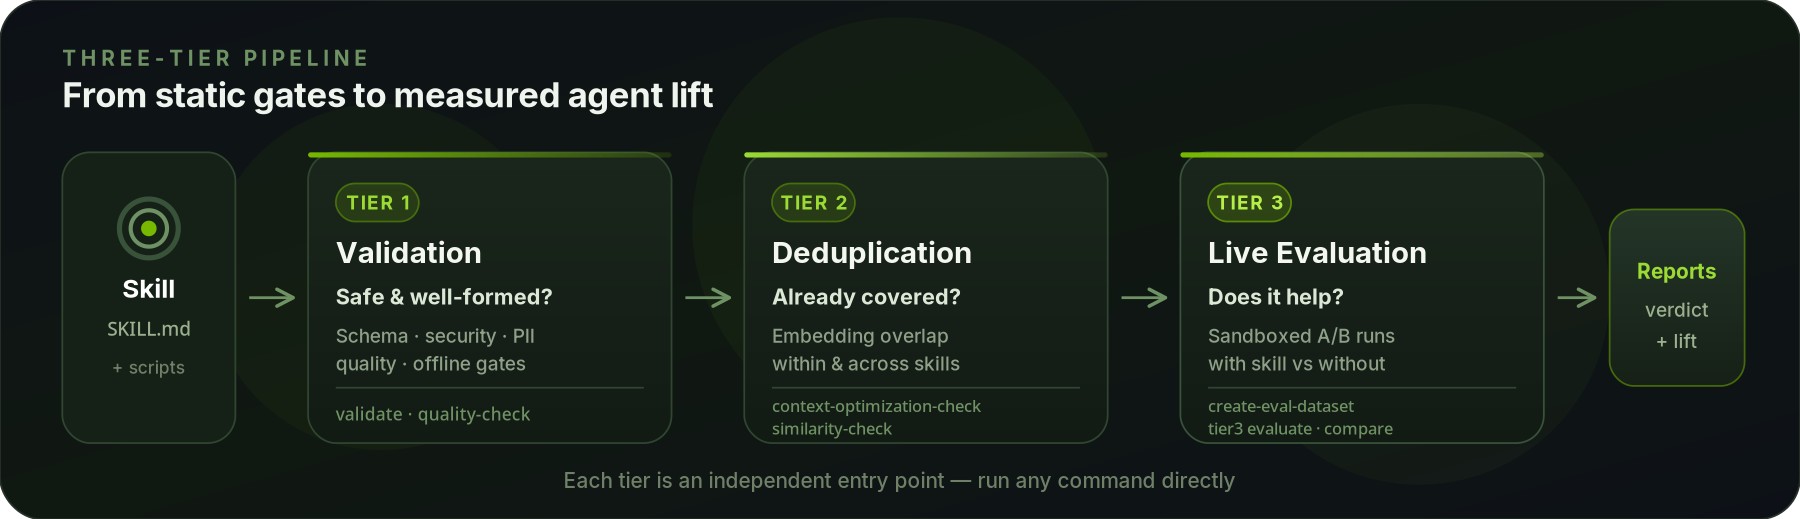 THREE-TIER PIPELINE
From static gates to measured agent lift
Skill
SKILL.md
+ scripts
TIER 1
Validation
Safe & well-formed?
Schema · security · PII
quality · offline gates
validate · quality-check
TIER 2
Deduplication
Already covered?
Embedding overlap
within & across skills
context-optimization-check
similarity-check
TIER 3
Live Evaluation
Does it help?
Sandboxed A/B runs
with skill vs without
create-eval-dataset
tier3 evaluate · compare
Reports
verdict
+ lift
Each tier is an independent entry point — run any command directly